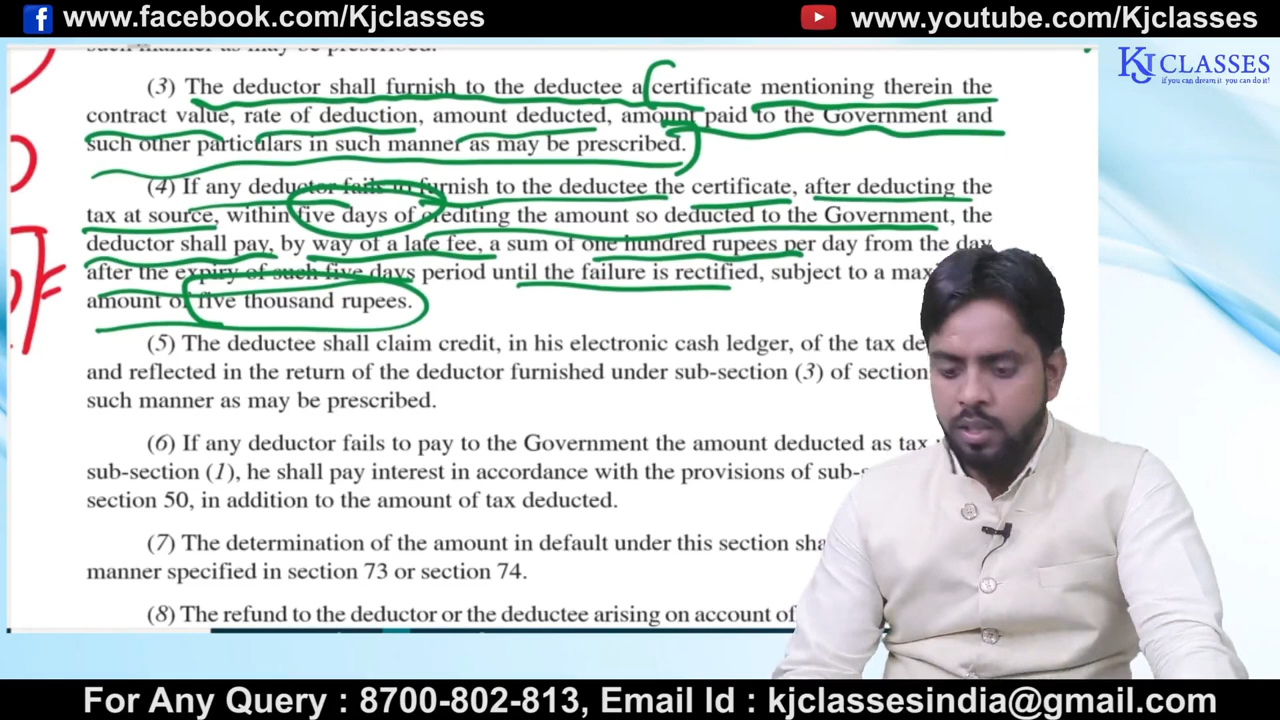 www.facebook.com/Kjclasses
www.youtube.com/Kjclasses
such manner as may be prescribed.
KJ CLASSES
if you can dream it you can do it!
(3) The deductor shall furnish to the deductee a certificate mentioning therein the
contract value, rate of deduction, amount deducted, amount paid to the Government and
such other particulars in such manner as may be prescribed.
(4) If any deductor fails to furnish to the deductee the certificate, after deducting the
tax at source, within five days of crediting the amount so deducted to the Government, the
deductor shall pay, by way of a late fee, a sum of one hundred rupees per day from the day
after the expiry of such five days period until the failure is rectified, subject to a max
amount of five thousand rupees.
(5) The deductee shall claim credit, in his electronic cash ledger, of the tax de
and reflected in the return of the deductor furnished under sub-section (3) of section
such manner as may be prescribed.
(6) If any deductor fails to pay to the Government the amount deducted as tax
sub-section (1), he shall pay interest in accordance with the provisions of sub-s
section 50, in addition to the amount of tax deducted.
(7) The determination of the amount in default under this section sha
manner specified in section 73 or section 74.
(8) The refund to the deductor or the deductee arising on account of
For Any Query : 8700-802-813, Email Id : kjclassesindia@gmail.com